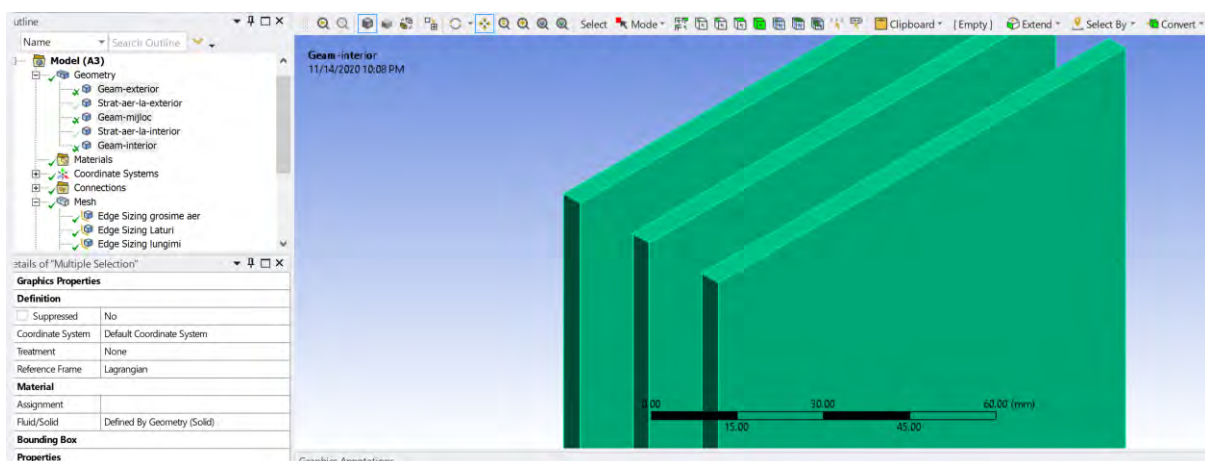 utline
Select Mode Clipboard [Empty] Extend Select By Convert
Name Search Outline
Model (A3)
Geometry
Geam-exterior
Strat-aer-la-exterior
Geam-mijloc
Strat-aer-la-interior
Geam-interior
Materials
Coordinate Systems
Connections
Mesh
Edge Sizing grosime aer
Edge Sizing Laturi
Edge Sizing lungimi
etails of "Multiple Selection"
Graphics Properties
Definition
Suppressed No
Coordinate System Default Coordinate System
Treatment None
Reference Frame Lagrangian
Material
Assignment
Fluid/Solid Defined By Geometry (Solid)
Bounding Box
Properties
Geam-interior
11/14/2020 10:08 PM
0.00 30.00 60.00 (mm)
15.00 45.00
Graphics Annotations